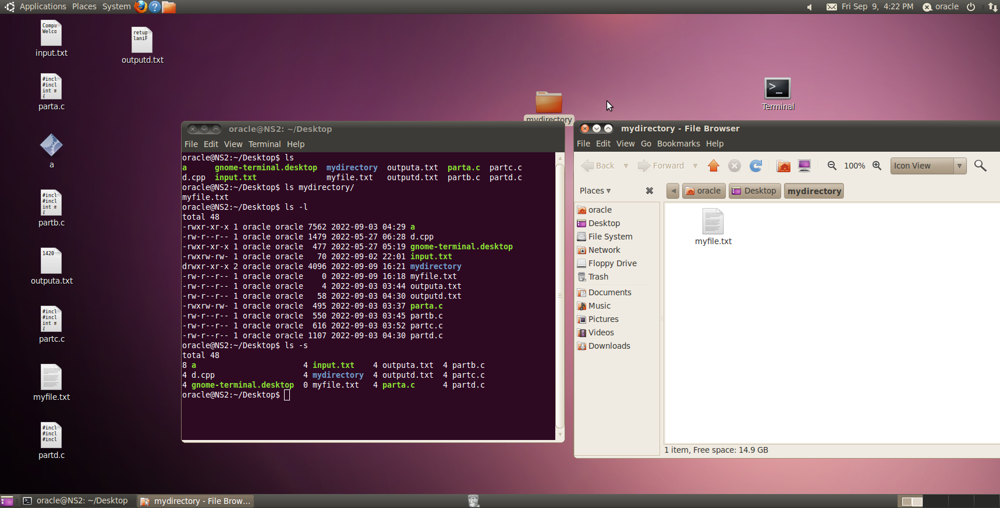 Applications Places System
Fri Sep 9, 4:22 PM oracle
Compu
Welco
input.txt
retup
laniF
outputd.txt
#incl
#incl
int m
{
parta.c
a
#incl
#incl
int m
{
partb.c
1420
outputa.txt
#incl
#incl
int m
{
partc.c
myfile.txt
#incl
#incl
#incl
partd.c
mydirectory
Terminal
oracle@NS2: ~/Desktop
File Edit View Terminal Help
oracle@NS2:~/Desktop$ ls
a gnome-terminal.desktop mydirectory outputa.txt parta.c partc.c
d.cpp input.txt myfile.txt outputd.txt partb.c partd.c
oracle@NS2:~/Desktop$ ls mydirectory/
myfile.txt
oracle@NS2:~/Desktop$ ls -l
total 48
-rwxr-xr-x 1 oracle oracle 7562 2022-09-03 04:29 a
-rw-r--r-- 1 oracle oracle 1479 2022-05-27 06:28 d.cpp
-rwxr-xr-x 1 oracle oracle 477 2022-05-27 05:19 gnome-terminal.desktop
-rwxrw-rw- 1 oracle oracle 70 2022-09-02 22:01 input.txt
drwxr-xr-x 2 oracle oracle 4096 2022-09-09 16:21 mydirectory
-rw-r--r-- 1 oracle oracle 0 2022-09-09 16:18 myfile.txt
-rw-r--r-- 1 oracle oracle 4 2022-09-03 03:44 outputa.txt
-rw-r--r-- 1 oracle oracle 58 2022-09-03 04:30 outputd.txt
-rwxrw-rw- 1 oracle oracle 495 2022-09-03 03:37 parta.c
-rw-r--r-- 1 oracle oracle 550 2022-09-03 03:45 partb.c
-rw-r--r-- 1 oracle oracle 616 2022-09-03 03:52 partc.c
-rw-r--r-- 1 oracle oracle 1107 2022-09-03 04:30 partd.c
oracle@NS2:~/Desktop$ ls -s
total 48
8 a 4 input.txt 4 outputa.txt 4 partb.c
4 d.cpp 4 mydirectory 4 outputd.txt 4 partc.c
4 gnome-terminal.desktop 0 myfile.txt 4 parta.c 4 partd.c
oracle@NS2:~/Desktop$
mydirectory - File Browser
File Edit View Go Bookmarks Help
Back Forward 100% Icon View
Places oracle Desktop mydirectory
oracle
Desktop
File System
Network
Floppy Drive
Trash
Documents
Music
Pictures
Videos
Downloads
myfile.txt
1 item, Free space: 14.9 GB
oracle@NS2: ~/Desktop
mydirectory - File Brow...